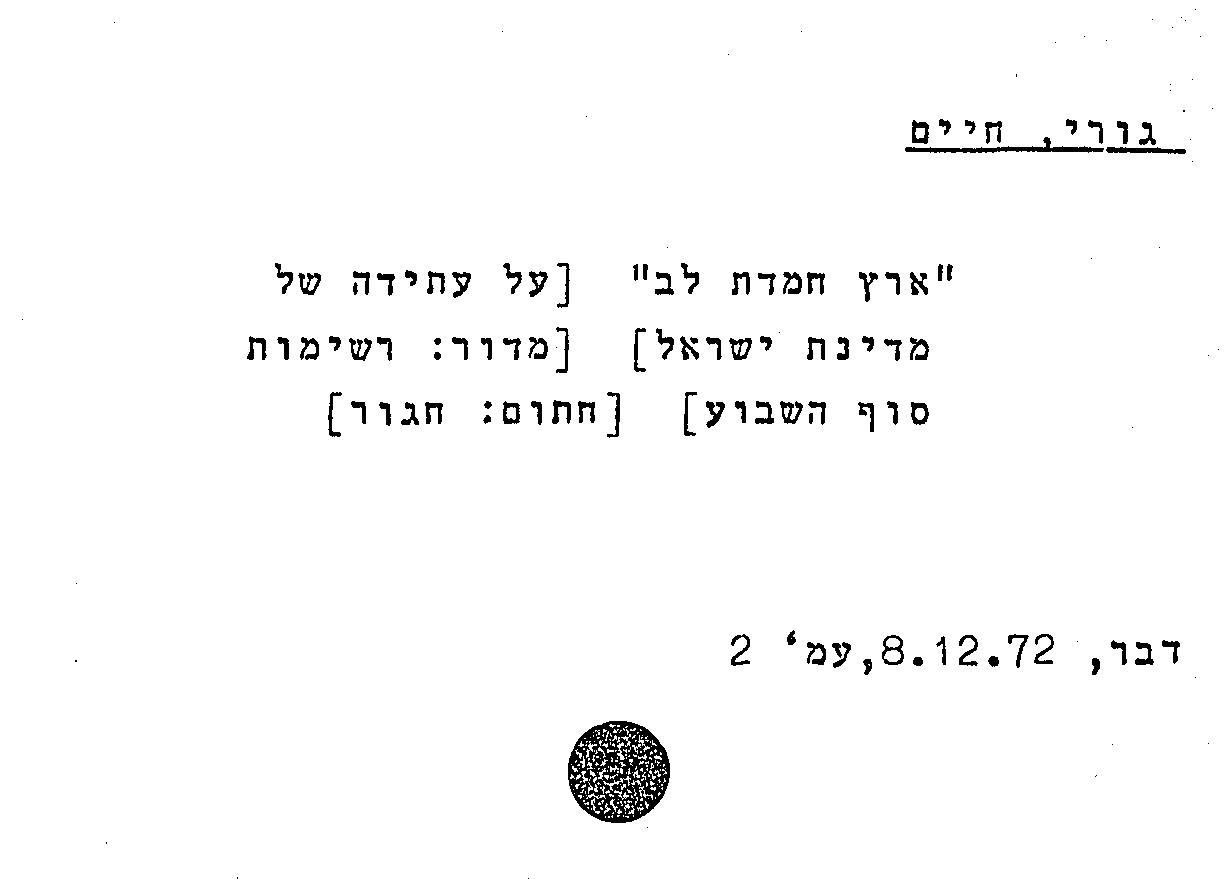 גורי, חיים
"ארץ חמדת לב" [על עתידה של
מדינת ישראל] [מדור: רשימות
סוף השבוע] [חתום: חגור]
דבר, 8.12.72, עמ' 2